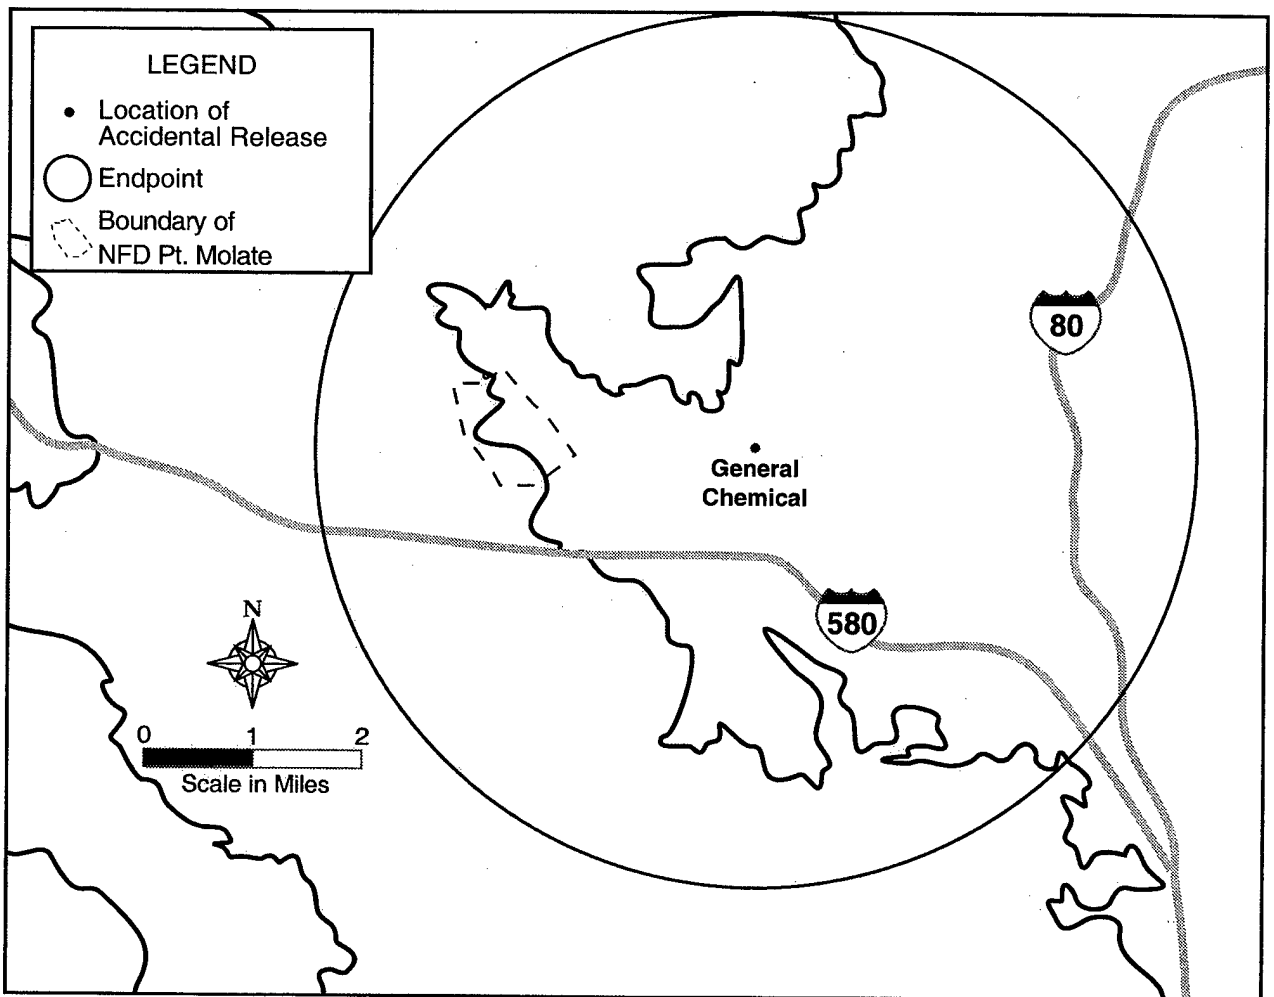 LEGEND
Location of
Accidental Release
Endpoint
Boundary of
NFD Pt. Molate
80
General
Chemical
580
N
0 1 2
Scale in Miles